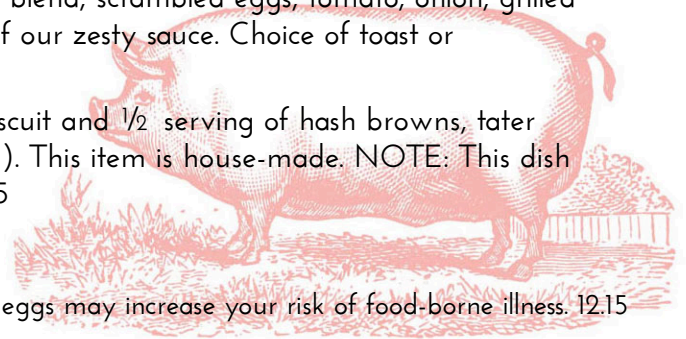 blend, scrambled eggs, tomato, onion, grilled
f our zesty sauce. Choice of toast or
scuit and ½ serving of hash browns, tater
). This item is house-made. NOTE: This dish
5
eggs may increase your risk of food-borne illness. 12.15